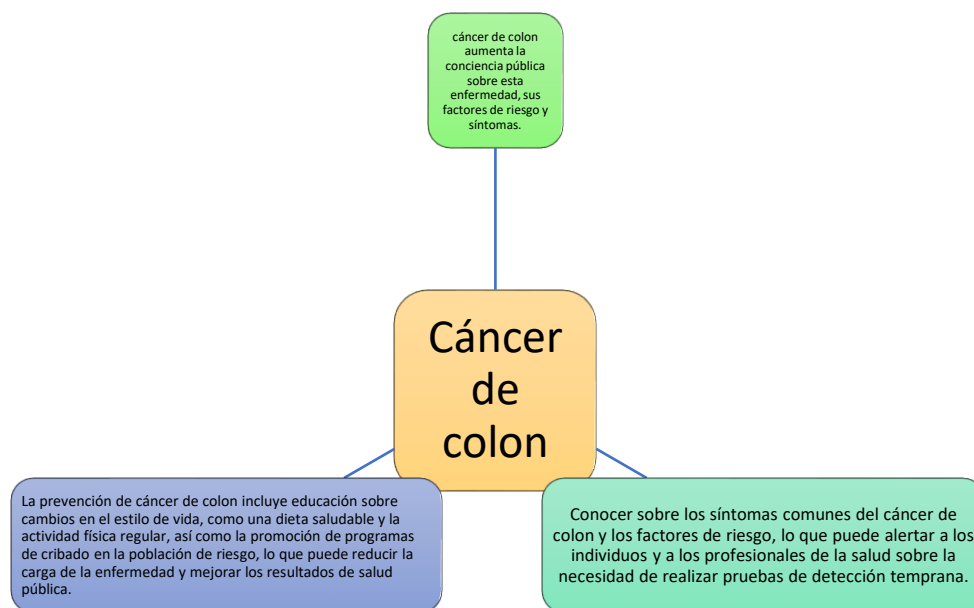 cáncer de colon
aumenta la
conciencia pública
sobre esta
enfermedad, sus
factores de riesgo y
síntomas.
Cáncer
de
colon
La prevención de cáncer de colon incluye educación sobre
cambios en el estilo de vida, como una dieta saludable y la
actividad física regular, así como la promoción de programas
de cribado en la población de riesgo, lo que puede reducir la
carga de la enfermedad y mejorar los resultados de salud
pública.
Conocer sobre los síntomas comunes del cáncer de
colon y los factores de riesgo, lo que puede alertar a los
individuos y a los profesionales de la salud sobre la
necesidad de realizar pruebas de detección temprana.